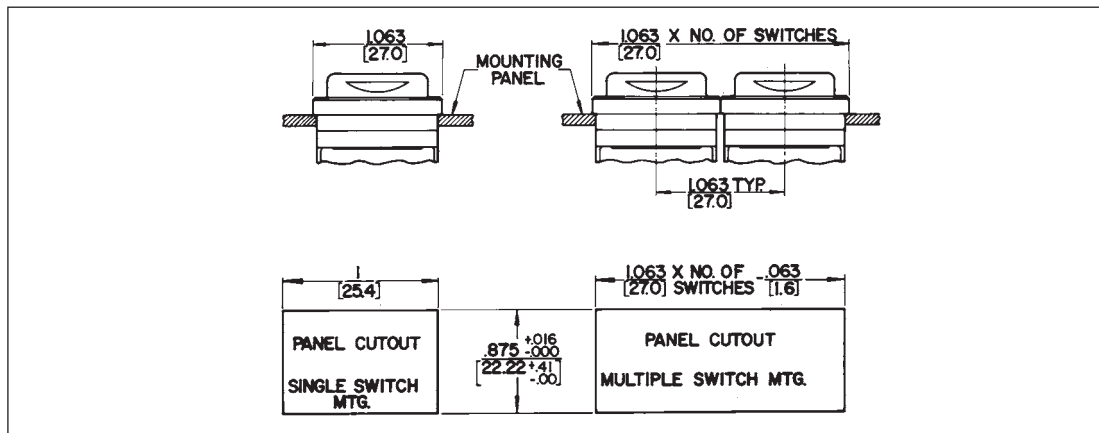 1.063
[27.0]
MOUNTING
PANEL
1.063 X NO. OF SWITCHES
[27.0]
1.063 TYP.
[27.0]
1
[25.4]
PANEL CUTOUT
SINGLE SWITCH
MTG.
.875 +.016 -.000
[22.22 +.41 -.00]
1.063 X NO. OF - .063
[27.0] SWITCHES [1.6]
PANEL CUTOUT
MULTIPLE SWITCH MTG.